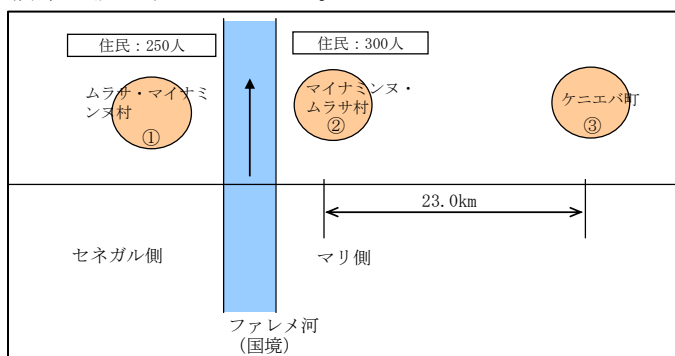 住民：250人
住民：300人
ムラサ・マイナミ
ンヌ村
①
マイナミンヌ・
ムラサ村
②
ケニエバ町
③
23.0km
セネガル側
マリ側
ファレメ河
（国境）